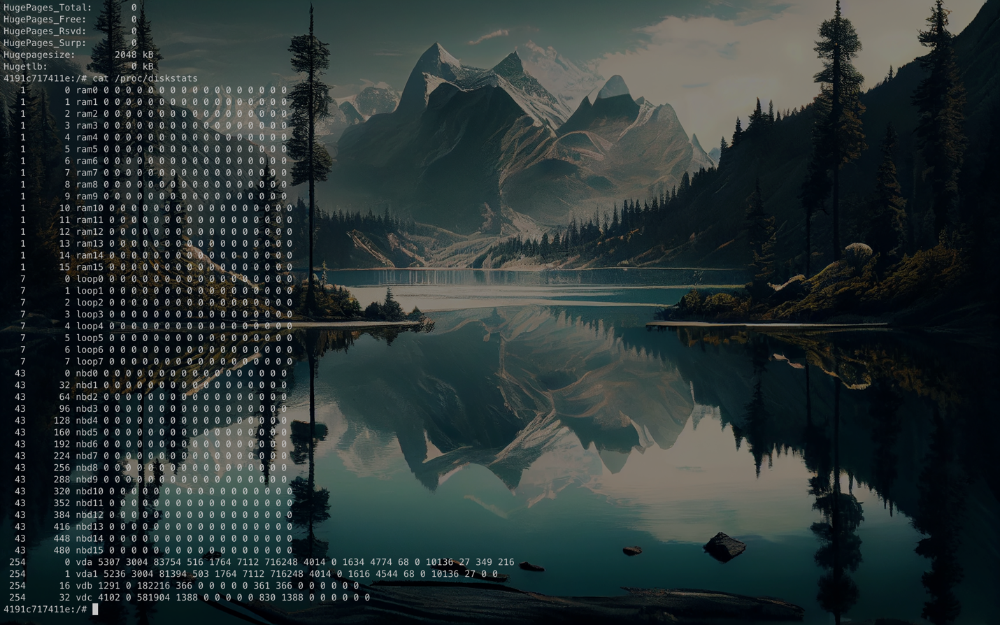 HugePages_Total:       0
HugePages_Free:        0
HugePages_Rsvd:        0
HugePages_Surp:        0
Hugepagesize:       2048 kB
Hugetlb:               0 kB
4191c717411e:/# cat /proc/diskstats
   1       0 ram0 0 0 0 0 0 0 0 0 0 0 0 0 0 0 0 0 0
   1       1 ram1 0 0 0 0 0 0 0 0 0 0 0 0 0 0 0 0 0
   1       2 ram2 0 0 0 0 0 0 0 0 0 0 0 0 0 0 0 0 0
   1       3 ram3 0 0 0 0 0 0 0 0 0 0 0 0 0 0 0 0 0
   1       4 ram4 0 0 0 0 0 0 0 0 0 0 0 0 0 0 0 0 0
   1       5 ram5 0 0 0 0 0 0 0 0 0 0 0 0 0 0 0 0 0
   1       6 ram6 0 0 0 0 0 0 0 0 0 0 0 0 0 0 0 0 0
   1       7 ram7 0 0 0 0 0 0 0 0 0 0 0 0 0 0 0 0 0
   1       8 ram8 0 0 0 0 0 0 0 0 0 0 0 0 0 0 0 0 0
   1       9 ram9 0 0 0 0 0 0 0 0 0 0 0 0 0 0 0 0 0
   1      10 ram10 0 0 0 0 0 0 0 0 0 0 0 0 0 0 0 0 0
   1      11 ram11 0 0 0 0 0 0 0 0 0 0 0 0 0 0 0 0 0
   1      12 ram12 0 0 0 0 0 0 0 0 0 0 0 0 0 0 0 0 0
   1      13 ram13 0 0 0 0 0 0 0 0 0 0 0 0 0 0 0 0 0
   1      14 ram14 0 0 0 0 0 0 0 0 0 0 0 0 0 0 0 0 0
   1      15 ram15 0 0 0 0 0 0 0 0 0 0 0 0 0 0 0 0 0
   7       0 loop0 0 0 0 0 0 0 0 0 0 0 0 0 0 0 0 0 0
   7       1 loop1 0 0 0 0 0 0 0 0 0 0 0 0 0 0 0 0 0
   7       2 loop2 0 0 0 0 0 0 0 0 0 0 0 0 0 0 0 0 0
   7       3 loop3 0 0 0 0 0 0 0 0 0 0 0 0 0 0 0 0 0
   7       4 loop4 0 0 0 0 0 0 0 0 0 0 0 0 0 0 0 0 0
   7       5 loop5 0 0 0 0 0 0 0 0 0 0 0 0 0 0 0 0 0
   7       6 loop6 0 0 0 0 0 0 0 0 0 0 0 0 0 0 0 0 0
   7       7 loop7 0 0 0 0 0 0 0 0 0 0 0 0 0 0 0 0 0
  43       0 nbd0 0 0 0 0 0 0 0 0 0 0 0 0 0 0 0 0 0
  43      32 nbd1 0 0 0 0 0 0 0 0 0 0 0 0 0 0 0 0 0
  43      64 nbd2 0 0 0 0 0 0 0 0 0 0 0 0 0 0 0 0 0
  43      96 nbd3 0 0 0 0 0 0 0 0 0 0 0 0 0 0 0 0 0
  43     128 nbd4 0 0 0 0 0 0 0 0 0 0 0 0 0 0 0 0 0
  43     160 nbd5 0 0 0 0 0 0 0 0 0 0 0 0 0 0 0 0 0
  43     192 nbd6 0 0 0 0 0 0 0 0 0 0 0 0 0 0 0 0 0
  43     224 nbd7 0 0 0 0 0 0 0 0 0 0 0 0 0 0 0 0 0
  43     256 nbd8 0 0 0 0 0 0 0 0 0 0 0 0 0 0 0 0 0
  43     288 nbd9 0 0 0 0 0 0 0 0 0 0 0 0 0 0 0 0 0
  43     320 nbd10 0 0 0 0 0 0 0 0 0 0 0 0 0 0 0 0 0
  43     352 nbd11 0 0 0 0 0 0 0 0 0 0 0 0 0 0 0 0 0
  43     384 nbd12 0 0 0 0 0 0 0 0 0 0 0 0 0 0 0 0 0
  43     416 nbd13 0 0 0 0 0 0 0 0 0 0 0 0 0 0 0 0 0
  43     448 nbd14 0 0 0 0 0 0 0 0 0 0 0 0 0 0 0 0 0
  43     480 nbd15 0 0 0 0 0 0 0 0 0 0 0 0 0 0 0 0 0
 254       0 vda 5307 3004 83754 516 1764 7112 716248 4014 0 1634 4774 68 0 10136 27 349 216
 254       1 vda1 5236 3004 81394 503 1764 7112 716248 4014 0 1616 4544 68 0 10136 27 0 0
 254      16 vdb 1291 0 182216 366 0 0 0 0 0 361 366 0 0 0 0 0 0
 254      32 vdc 4102 0 581904 1388 0 0 0 0 0 830 1388 0 0 0 0 0 0
4191c717411e:/#